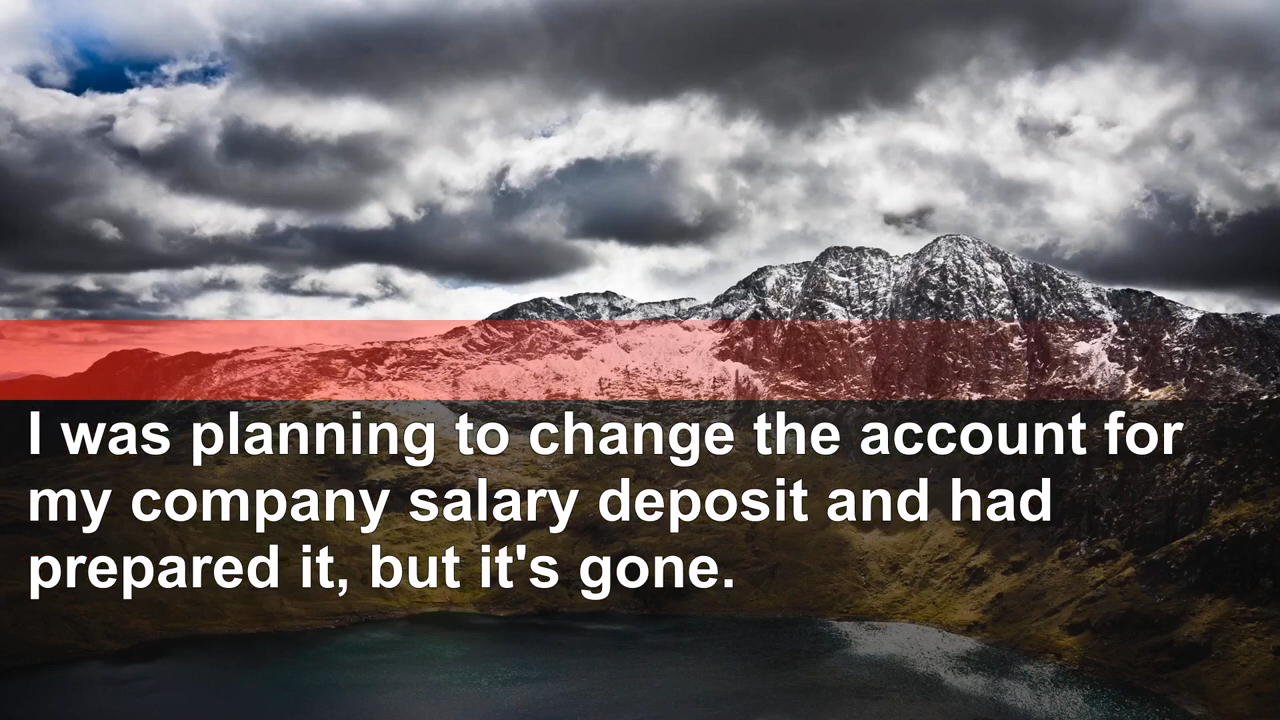 I was planning to change the account for
my company salary deposit and had
prepared it, but it's gone.